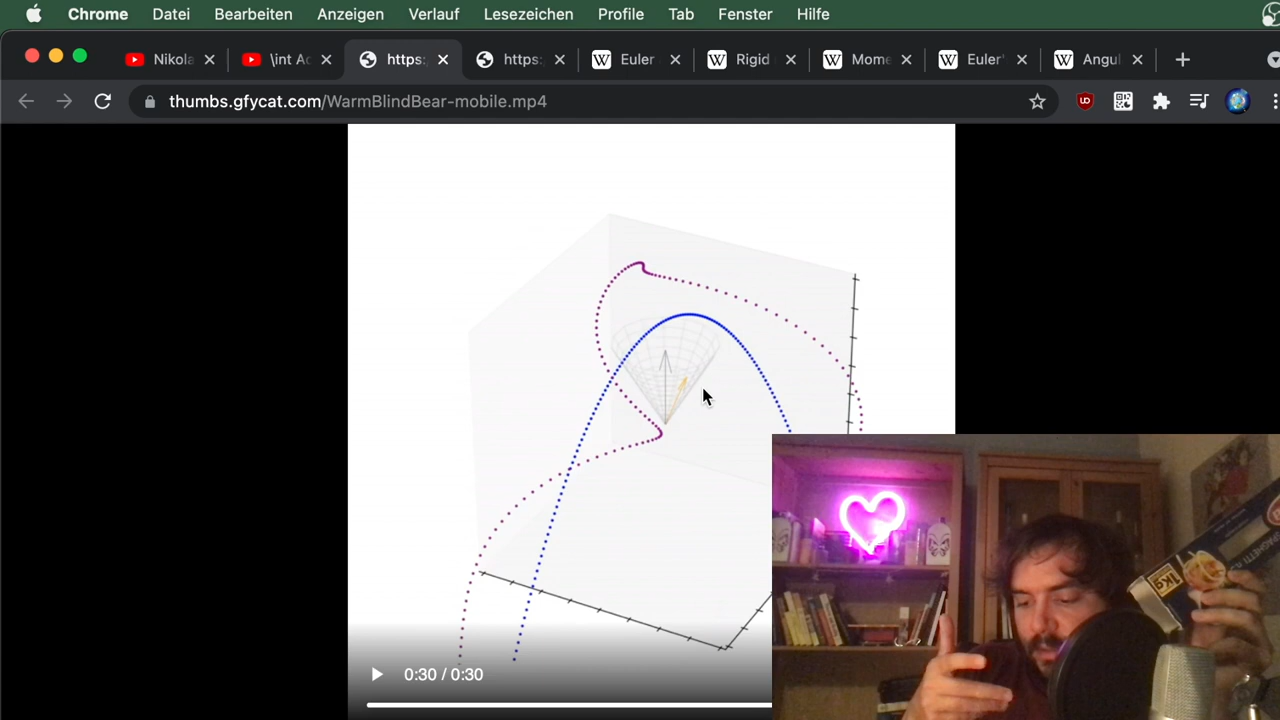 Chrome Datei Bearbeiten Anzeigen Verlauf Lesezeichen Profile Tab Fenster Hilfe
Nikola \int Ac https: https: W Euler W Rigid W Mome W Euler' W Angul
thumbs.gfycat.com/WarmBlindBear-mobile.mp4
SPAGHETTI
1Kg
0:30 / 0:30